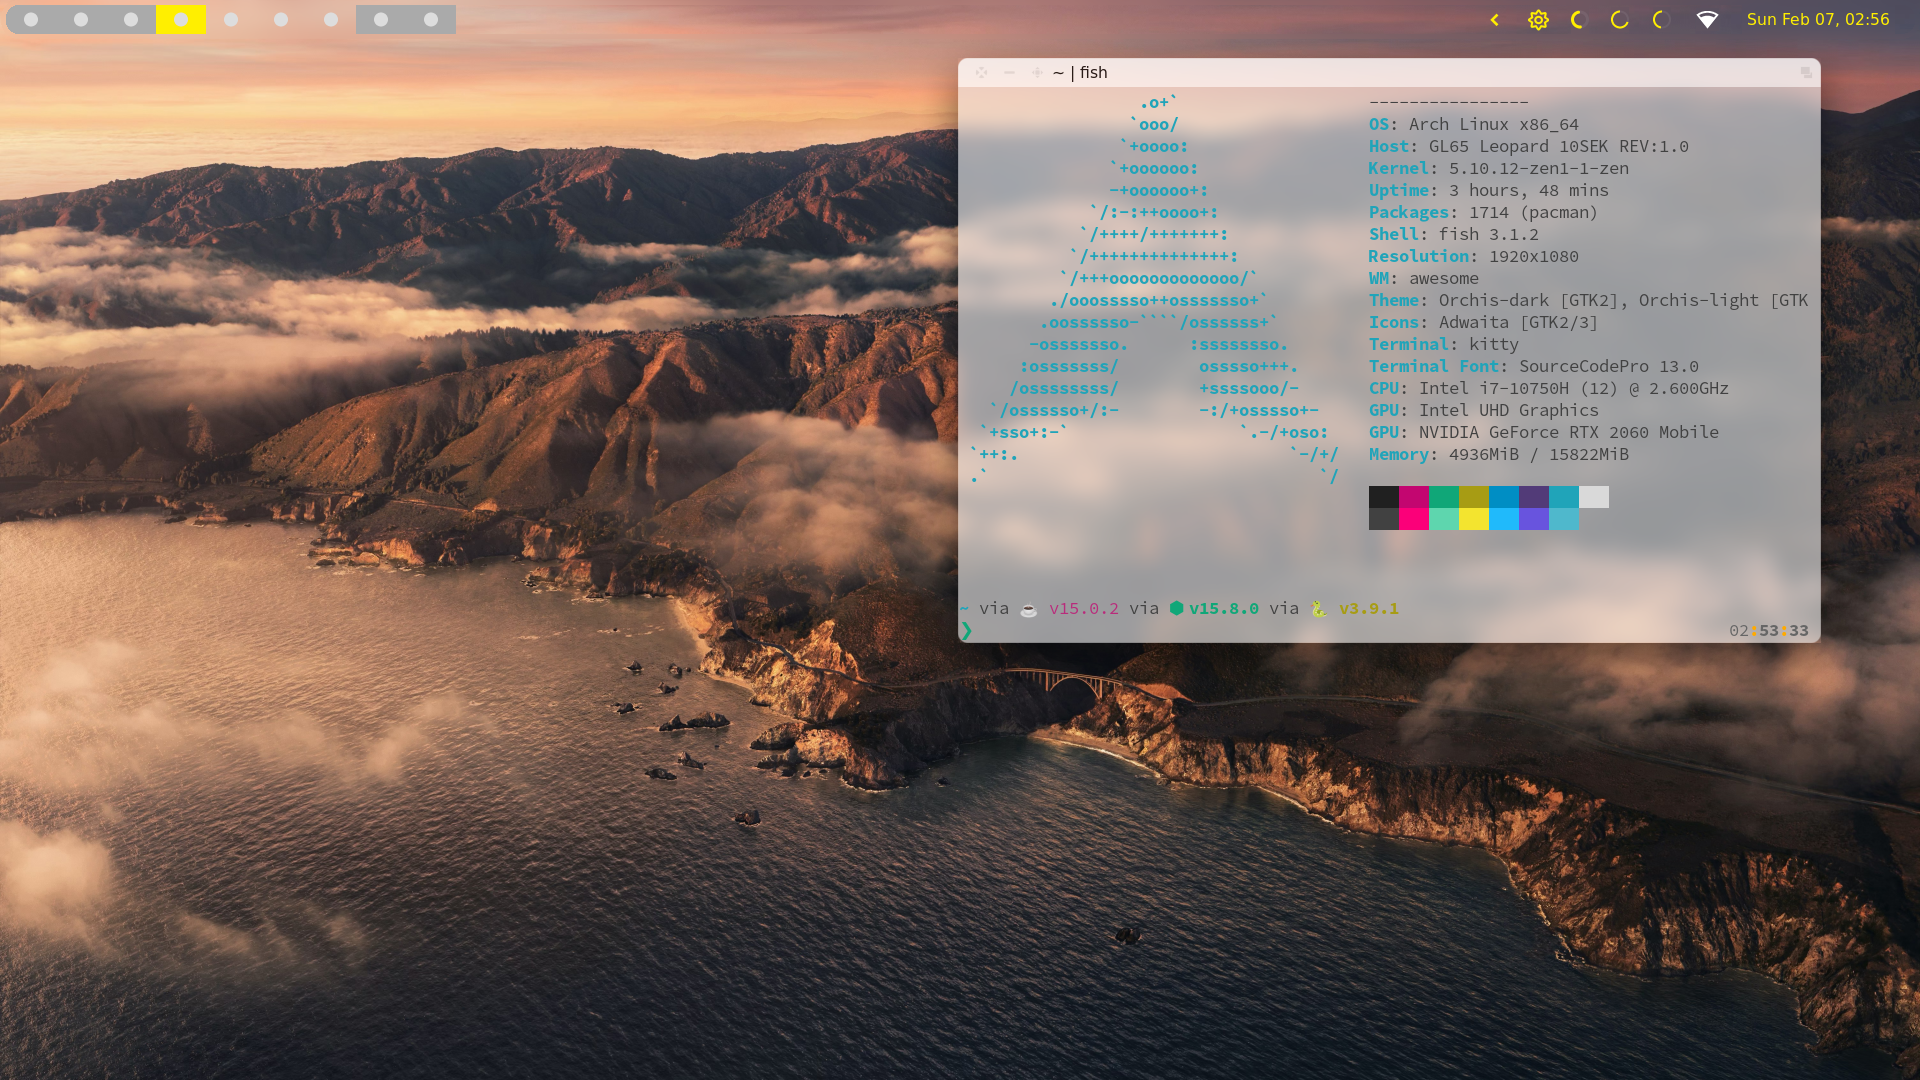 Sun Feb 07, 02:56
~ | fish
.o+`
`ooo/
`+oooo:
`+oooooo:
-+oooooo+:
`/:-:++oooo+:
`/++++/+++++++:
`/++++++++++++++:
`/+++ooooooooooooo/`
./ooosssso++osssssso+`
.oossssso-````/ossssss+`
-osssssso.      :ssssssso.
:osssssss/        osssso+++.
/ossssssss/        +ssssooo/-
`/ossssso+/:-        -:/+osssso+-
`+sso+:-`                 `.-/+oso:
`++:.                           `-/+/
.`                                 `/
----------------
OS: Arch Linux x86_64
Host: GL65 Leopard 10SEK REV:1.0
Kernel: 5.10.12-zen1-1-zen
Uptime: 3 hours, 48 mins
Packages: 1714 (pacman)
Shell: fish 3.1.2
Resolution: 1920x1080
WM: awesome
Theme: Orchis-dark [GTK2], Orchis-light [GTK
Icons: Adwaita [GTK2/3]
Terminal: kitty
Terminal Font: SourceCodePro 13.0
CPU: Intel i7-10750H (12) @ 2.600GHz
GPU: Intel UHD Graphics
GPU: NVIDIA GeForce RTX 2060 Mobile
Memory: 4936MiB / 15822MiB
~ via ☕ v15.0.2 via ⬢ v15.8.0 via 🐍 v3.9.1
❯ 02:53:33